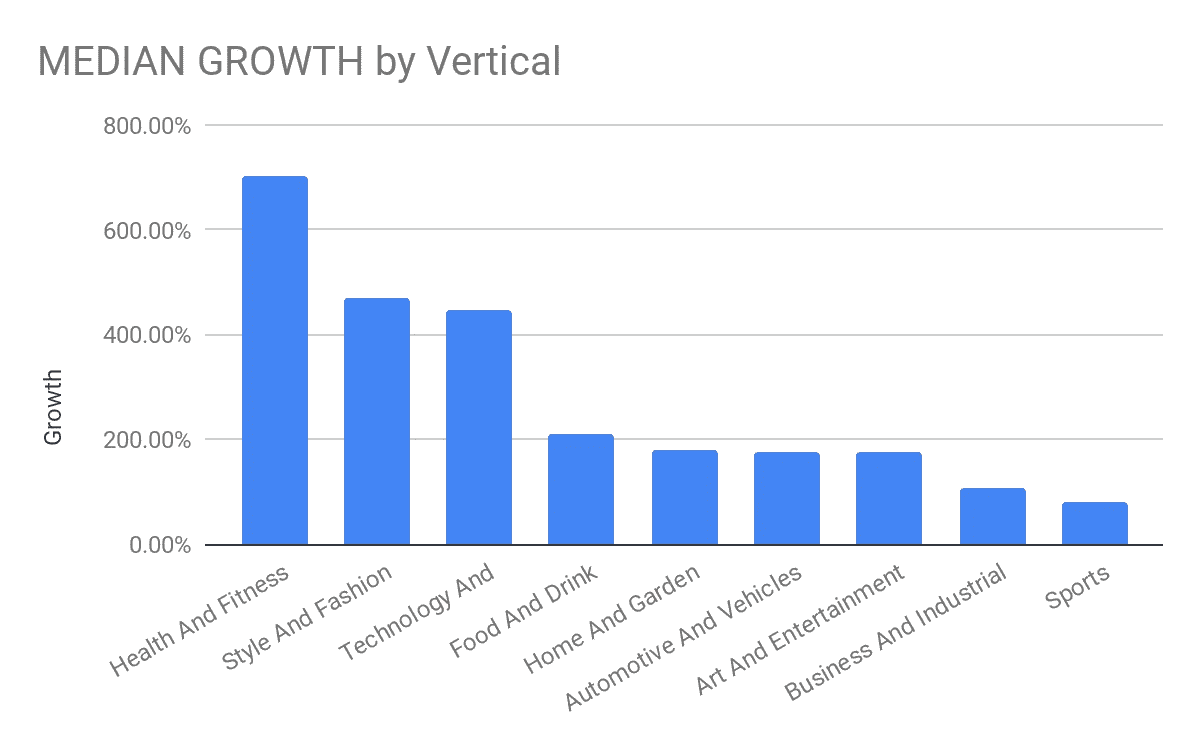 MEDIAN GROWTH by Vertical
800.00%
600.00%
400.00%
200.00%
0.00%
Growth
Health And Fitness
Style And Fashion
Technology And
Food And Drink
Home And Garden
Automotive And Vehicles
Art And Entertainment
Business And Industrial
Sports